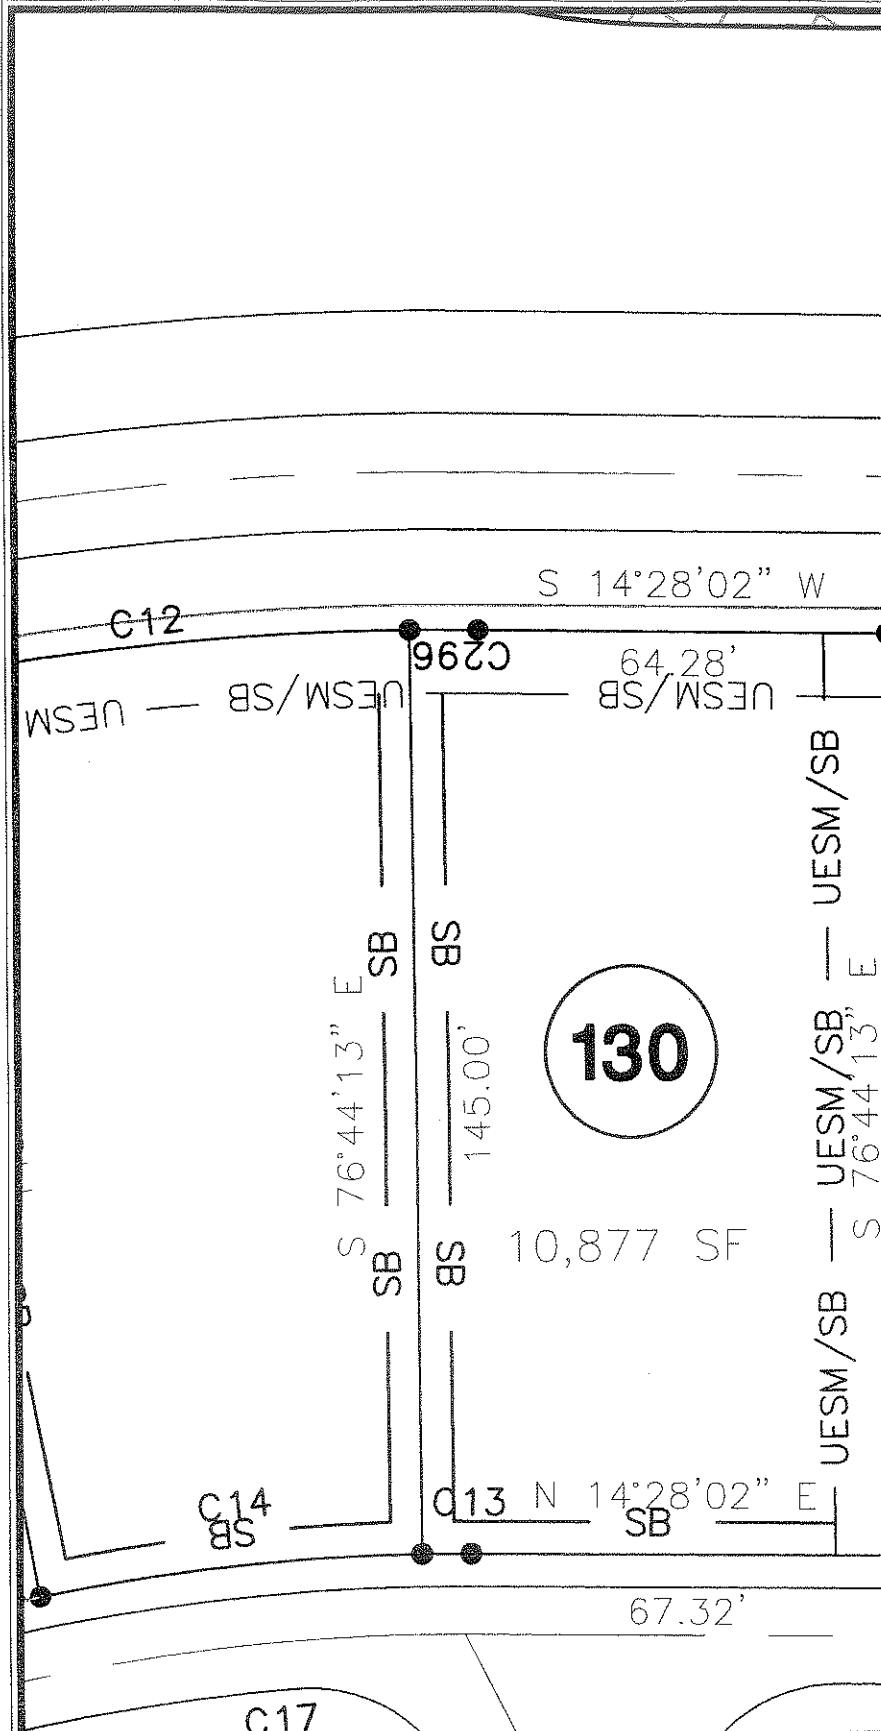 S 14°28'02" W
C12
C296
64.28'
UESM
UESM/SB
UESM/SB
UESM/SB
SB
SB
S 76°44'13" E
145.00'
130
UESM/SB
S 76°44'13" E
SB
SB
10,877 SF
UESM/SB
C14
SB
C13
N 14°28'02" E
SB
67.32'
C17